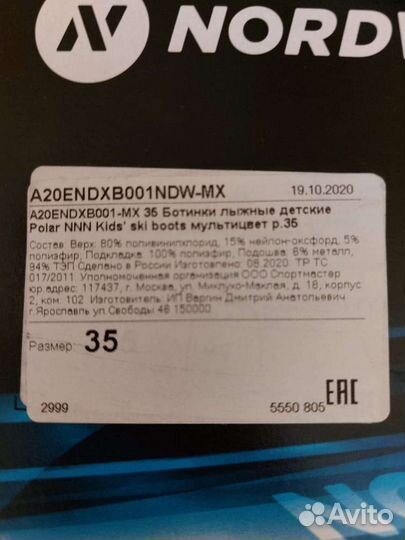 NORDW
A20ENDXB001NDW-MX 19.10.2020
A20ENDXB001-MX 35 Ботинки лыжные детские
Polar NNN Kids' ski boots мультицвет р.35
Состав: Верх: 80% поливинилхлорид, 15% нейлон-оксфорд, 5%
полиэфир, Подкладка: 100% полиэфир, Подошва: 6% металл,
94% ТЭП Сделано в России Изготовлено: 08.2020. ТР ТС
017/2011. Уполномоченная организация ООО Спортмастер
юр.адрес: 117437, г. Москва, ул. Миклухо-Маклая, д. 18, корпус
2, ком. 102 Изготовитель: ИП Варгин Дмитрий Анатольевич
г.Ярославль ул.Свободы 46 150000
Размер: 35
2999 5550 805 EAC
Avito